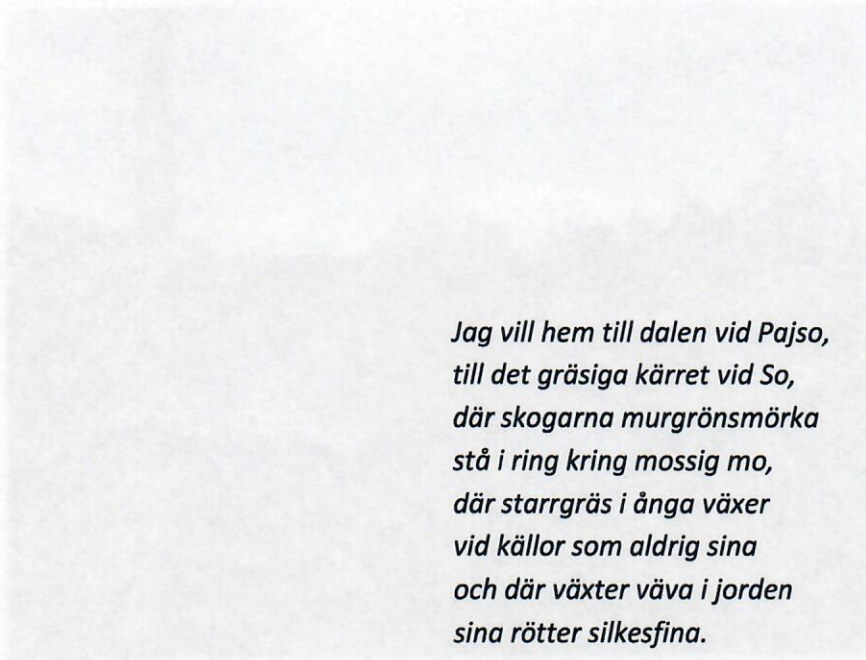 Jag vill hem till dalen vid Pajso,
till det gräsiga kärret vid So,
där skogarna murgrönsmörka
stå i ring kring mossig mo,
där starrgräs i ånga växer
vid källor som aldrig sina
och där växter väva i jorden
sina rötter silkesfina.